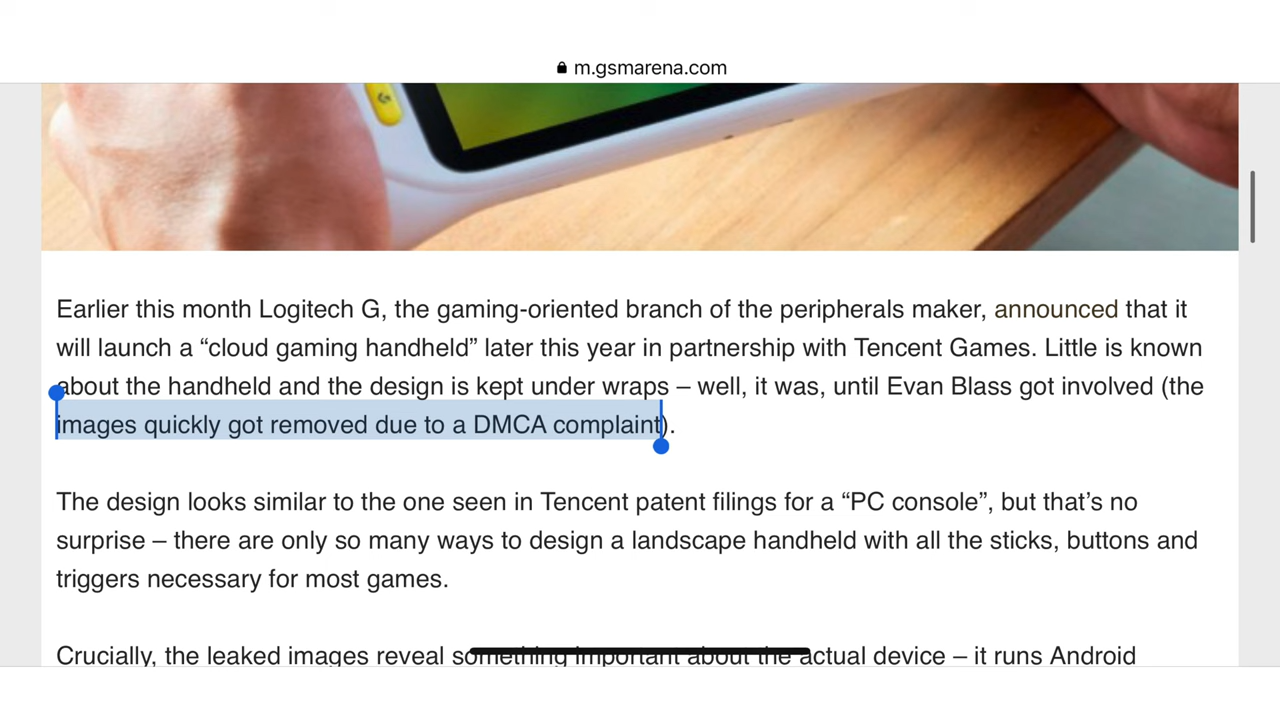 m.gsmarena.com
Earlier this month Logitech G, the gaming-oriented branch of the peripherals maker, announced that it
will launch a “cloud gaming handheld” later this year in partnership with Tencent Games. Little is known
about the handheld and the design is kept under wraps – well, it was, until Evan Blass got involved (the
images quickly got removed due to a DMCA complaint).
The design looks similar to the one seen in Tencent patent filings for a “PC console”, but that’s no
surprise – there are only so many ways to design a landscape handheld with all the sticks, buttons and
triggers necessary for most games.
Crucially, the leaked images reveal something important about the actual device – it runs Android